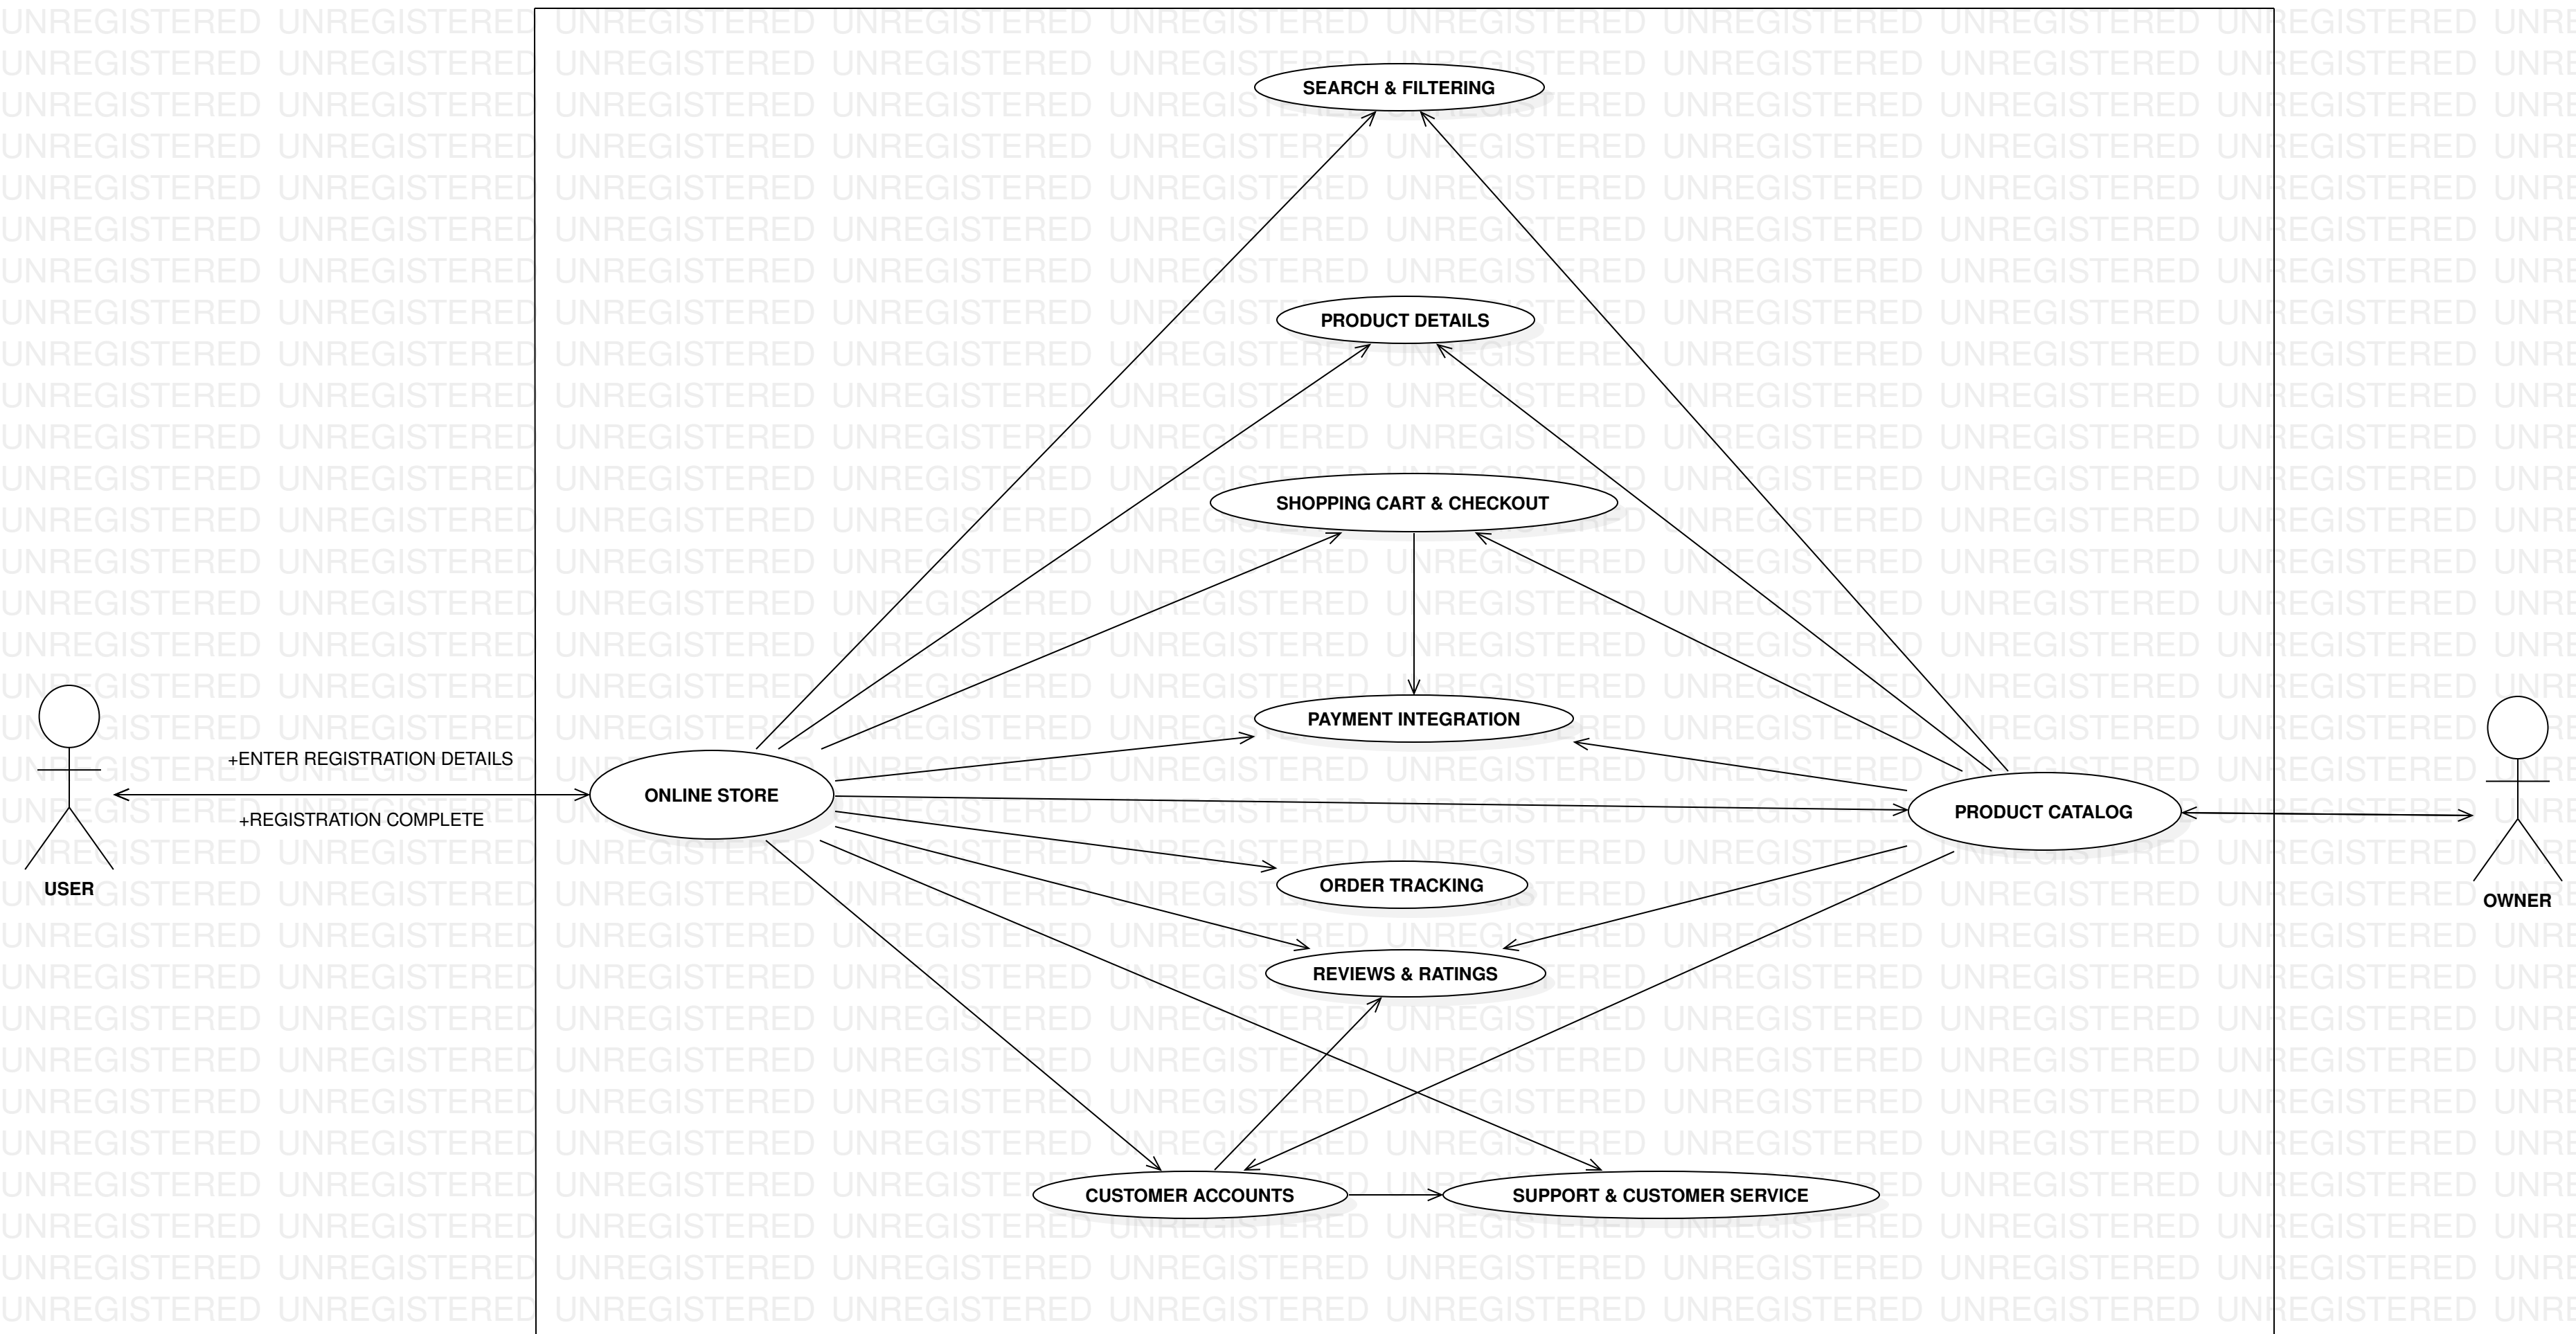 SEARCH & FILTERING
PRODUCT DETAILS
SHOPPING CART & CHECKOUT
PAYMENT INTEGRATION
+ENTER REGISTRATION DETAILS
ONLINE STORE
+REGISTRATION COMPLETE
PRODUCT CATALOG
USER
ORDER TRACKING
OWNER
REVIEWS & RATINGS
CUSTOMER ACCOUNTS
SUPPORT & CUSTOMER SERVICE
UNREGISTERED